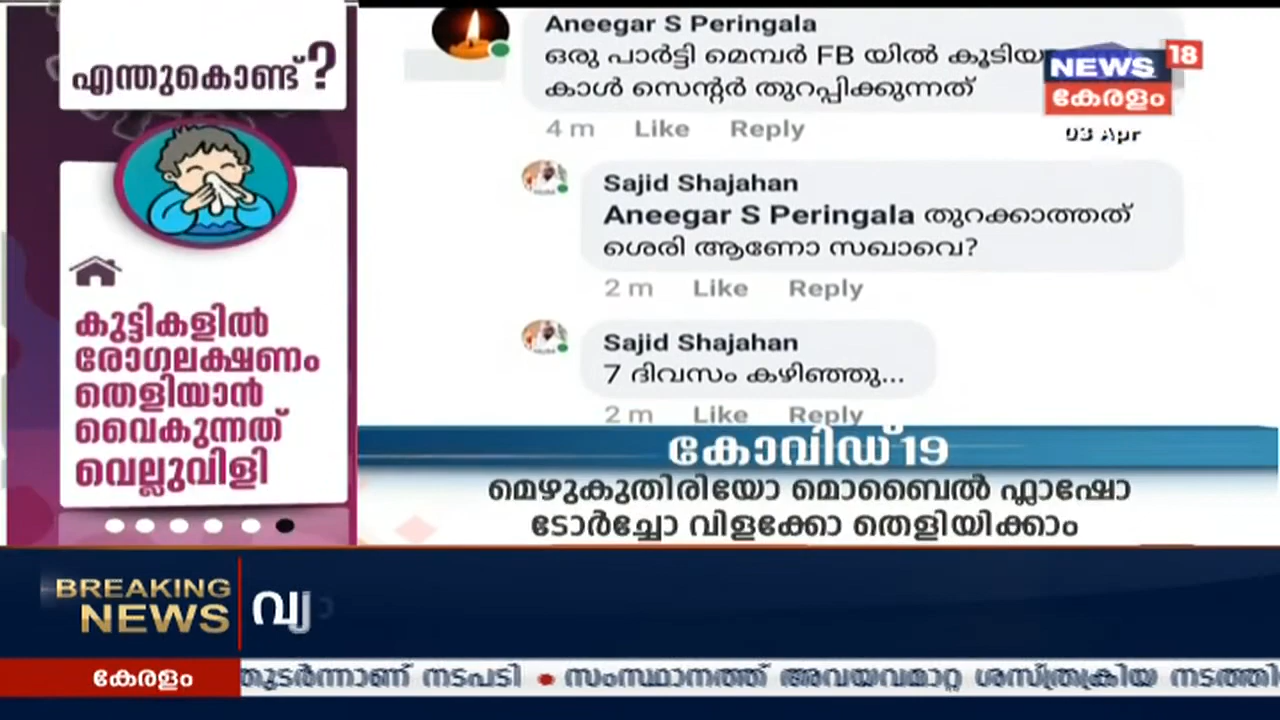 എന്തുകൊണ്ട്?
കുട്ടികളിൽ
രോഗലക്ഷണം
തെളിയാൻ
വൈകുന്നത്
വെല്ലുവിളി
Aneegar S Peringala
ഒരു പാർട്ടി മെമ്പർ FB യിൽ കൂടിയ
കാൾ സെന്റർ തുറപ്പിക്കുന്നത്
4 m Like Reply
NEWS 18
കേരളം
03 Apr
Sajid Shajahan
Aneegar S Peringala തുറക്കാത്തത്
ശെരി ആണോ സഖാവെ?
2 m Like Reply
Sajid Shajahan
7 ദിവസം കഴിഞ്ഞു...
2 m Like Reply
കോവിഡ് 19
മെഴുകുതിരിയോ മൊബൈൽ ഫ്ലാഷോ
ടോർച്ചോ വിളക്കോ തെളിയിക്കാം
BREAKING
NEWS
വ്യ
കേരളം
തുടർന്നാണ് നടപടി • സംസ്ഥാനത്ത് അവയവമാറ്റ ശസ്ത്രക്രിയ നടത്തി